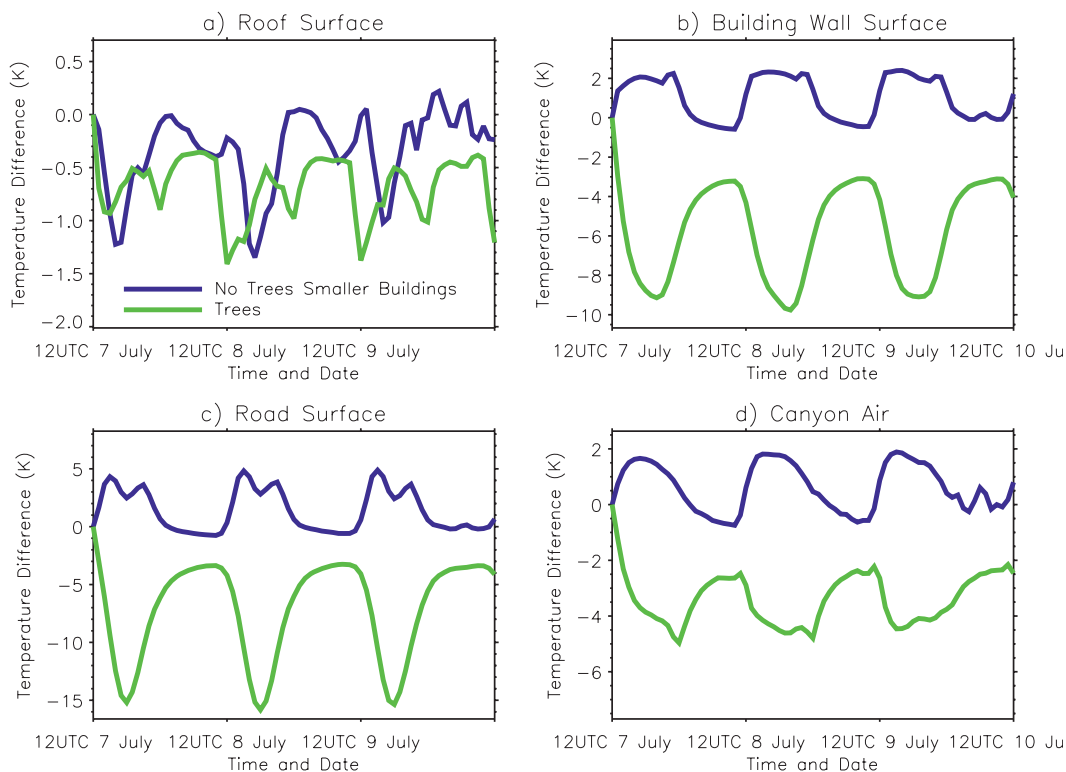 a) Roof Surface
Temperature Difference (K)
0.5
0.0
−0.5
−1.0
−1.5
−2.0
No Trees Smaller Buildings
Trees
12UTC 7 July 12UTC 8 July 12UTC 9 July
Time and Date
b) Building Wall Surface
Temperature Difference (K)
2
0
−2
−4
−6
−8
−10
12UTC 7 July 12UTC 8 July 12UTC 9 July 12UTC 10 Ju
Time and Date
c) Road Surface
Temperature Difference (K)
5
0
−5
−10
−15
12UTC 7 July 12UTC 8 July 12UTC 9 July
Time and Date
d) Canyon Air
Temperature Difference (K)
2
0
−2
−4
−6
12UTC 7 July 12UTC 8 July 12UTC 9 July 12UTC 10 Ju
Time and Date